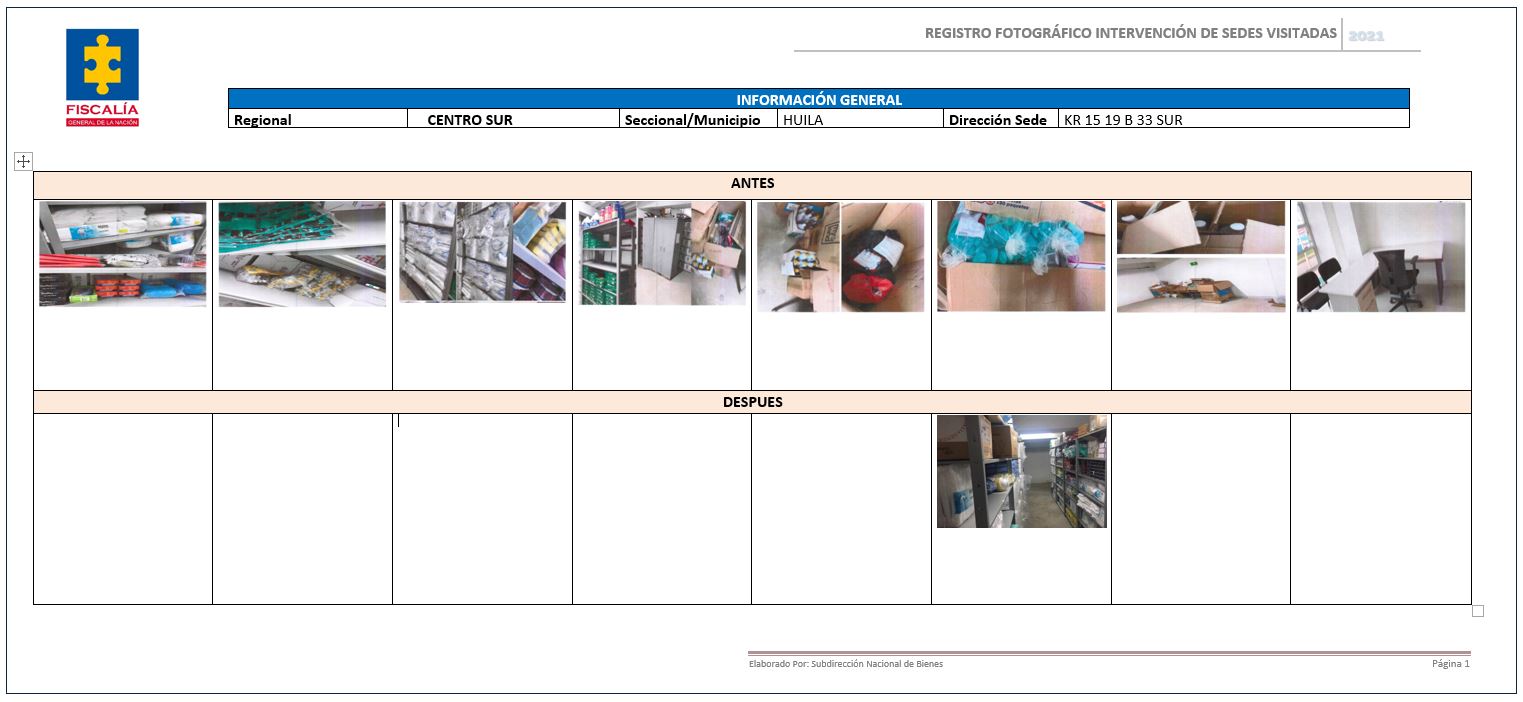 REGISTRO FOTOGRÁFICO INTERVENCIÓN DE SEDES VISITADAS 2021
FISCALÍA
GENERAL DE LA NACIÓN
INFORMACIÓN GENERAL
Regional CENTRO SUR Seccional/Municipio HUILA Dirección Sede KR 15 19 B 33 SUR
ANTES
DESPUES
Elaborado Por: Subdirección Nacional de Bienes Página 1